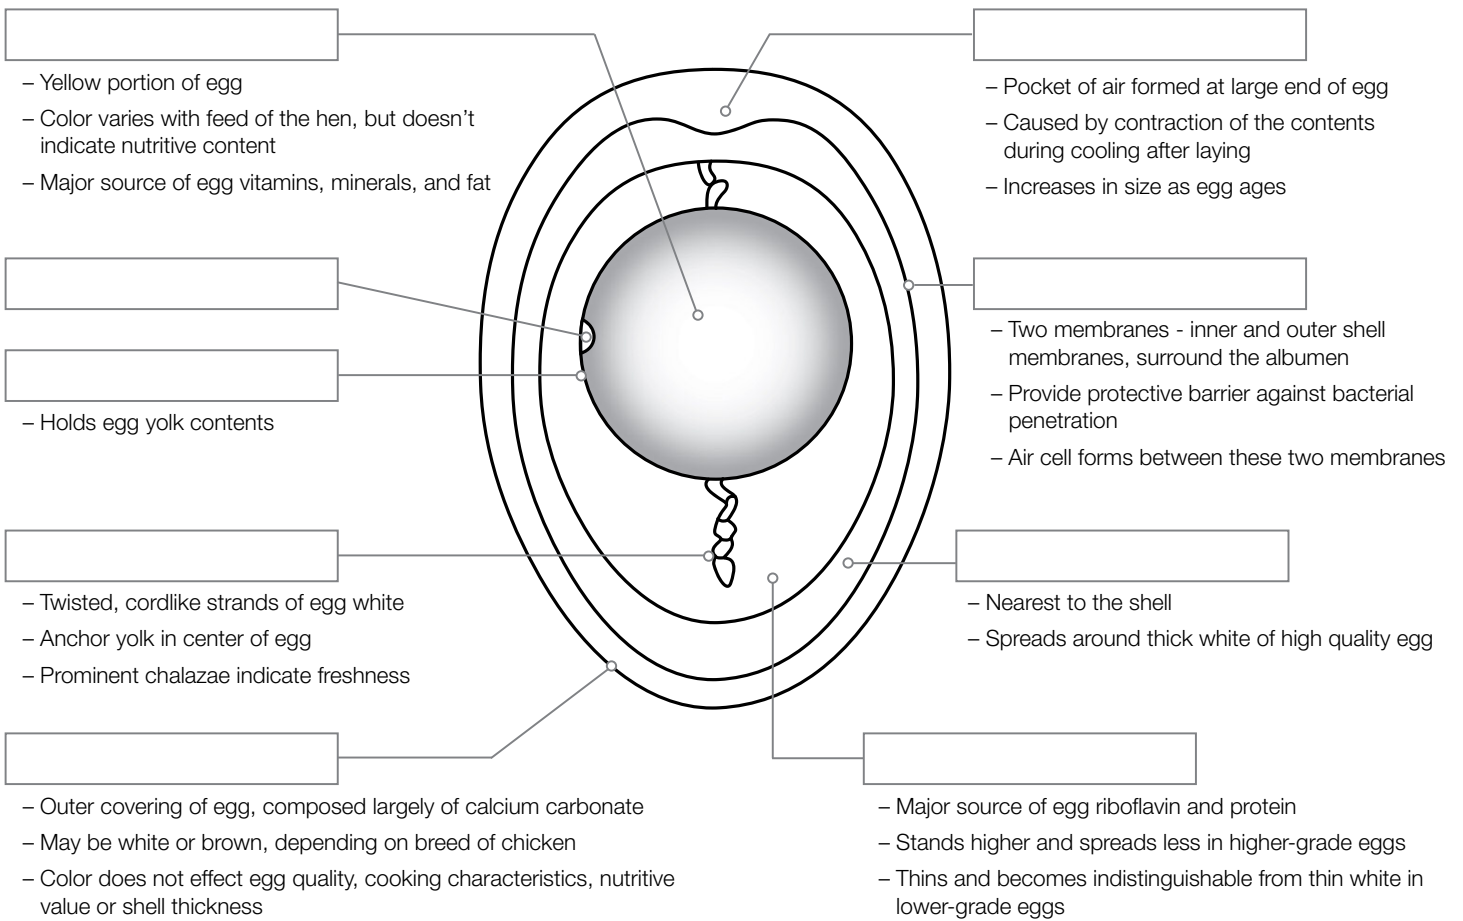 – Yellow portion of egg
– Color varies with feed of the hen, but doesn’t
indicate nutritive content
– Major source of egg vitamins, minerals, and fat
– Holds egg yolk contents
– Twisted, cordlike strands of egg white
– Anchor yolk in center of egg
– Prominent chalazae indicate freshness
– Outer covering of egg, composed largely of calcium carbonate
– May be white or brown, depending on breed of chicken
– Color does not effect egg quality, cooking characteristics, nutritive
value or shell thickness
– Pocket of air formed at large end of egg
– Caused by contraction of the contents
during cooling after laying
– Increases in size as egg ages
– Two membranes - inner and outer shell
membranes, surround the albumen
– Provide protective barrier against bacterial
penetration
– Air cell forms between these two membranes
– Nearest to the shell
– Spreads around thick white of high quality egg
– Major source of egg riboflavin and protein
– Stands higher and spreads less in higher-grade eggs
– Thins and becomes indistinguishable from thin white in
lower-grade eggs